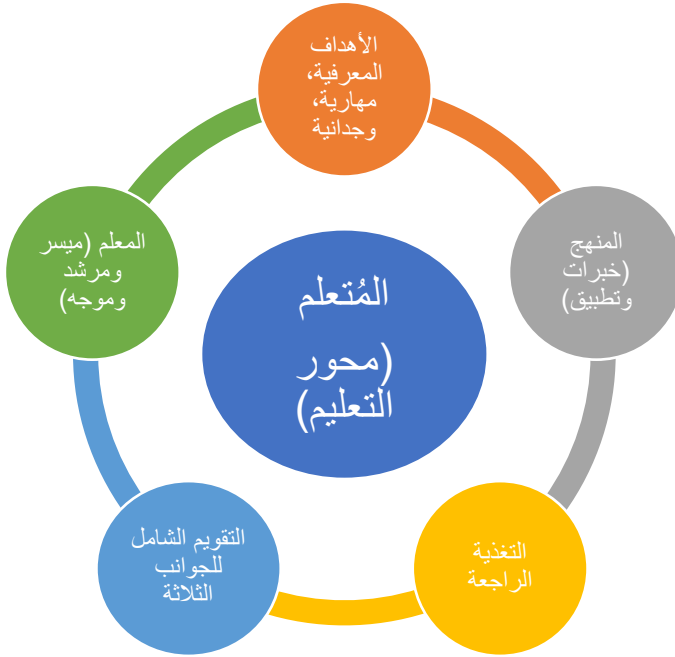 الأهداف
المعرفية،
مهارية،
وجدانية
المنهج
(خبرات
وتطبيق)
التغذية
الراجعة
التقويم الشامل
للجوانب
الثلاثة
المعلم (ميسر
ومرشد
وموجه)
المُتعلم
(محور
التعليم)